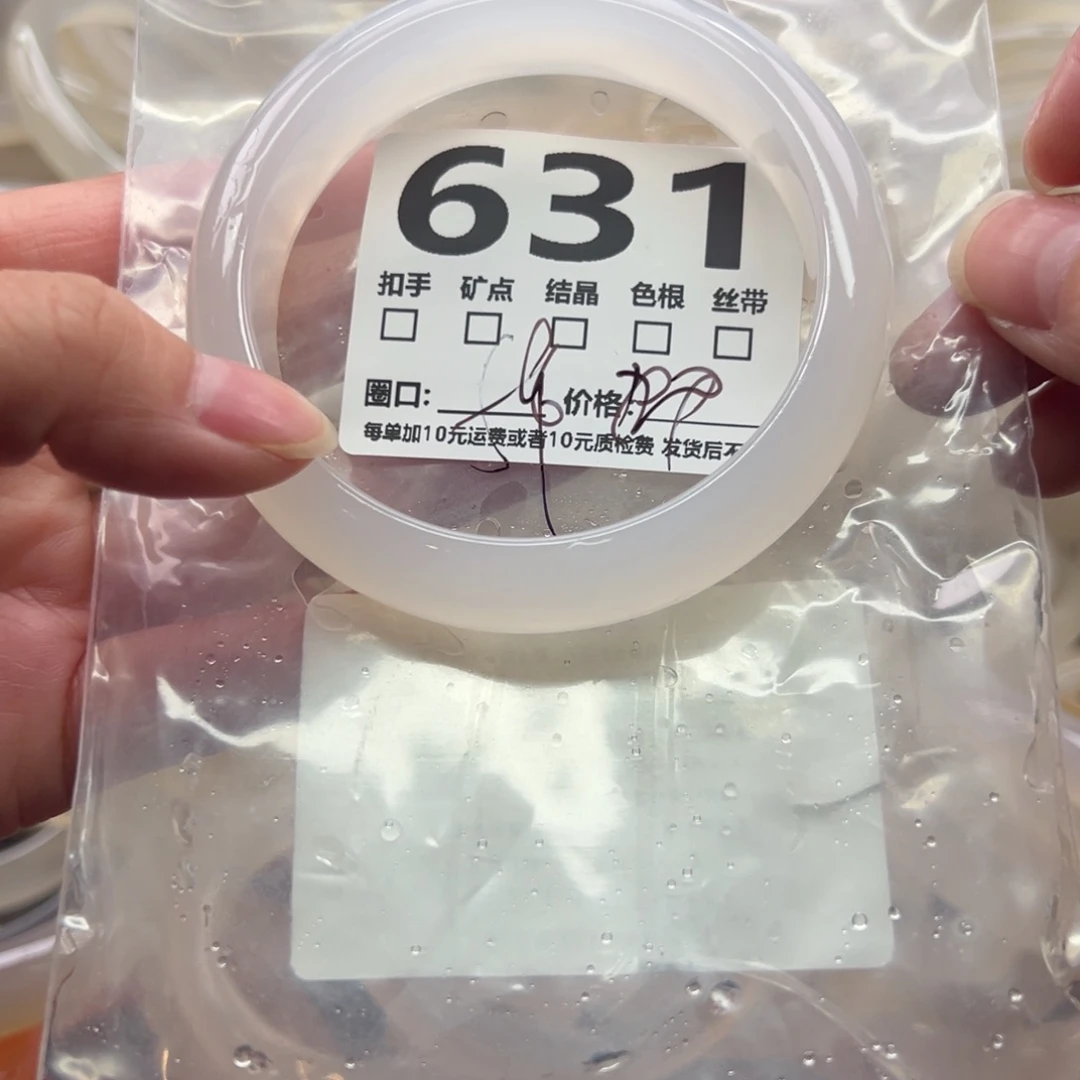 631
扣手 矿点 结晶 色根 丝带
圈口: 价格:
每单加10元运费或者10元质检费 发货后不